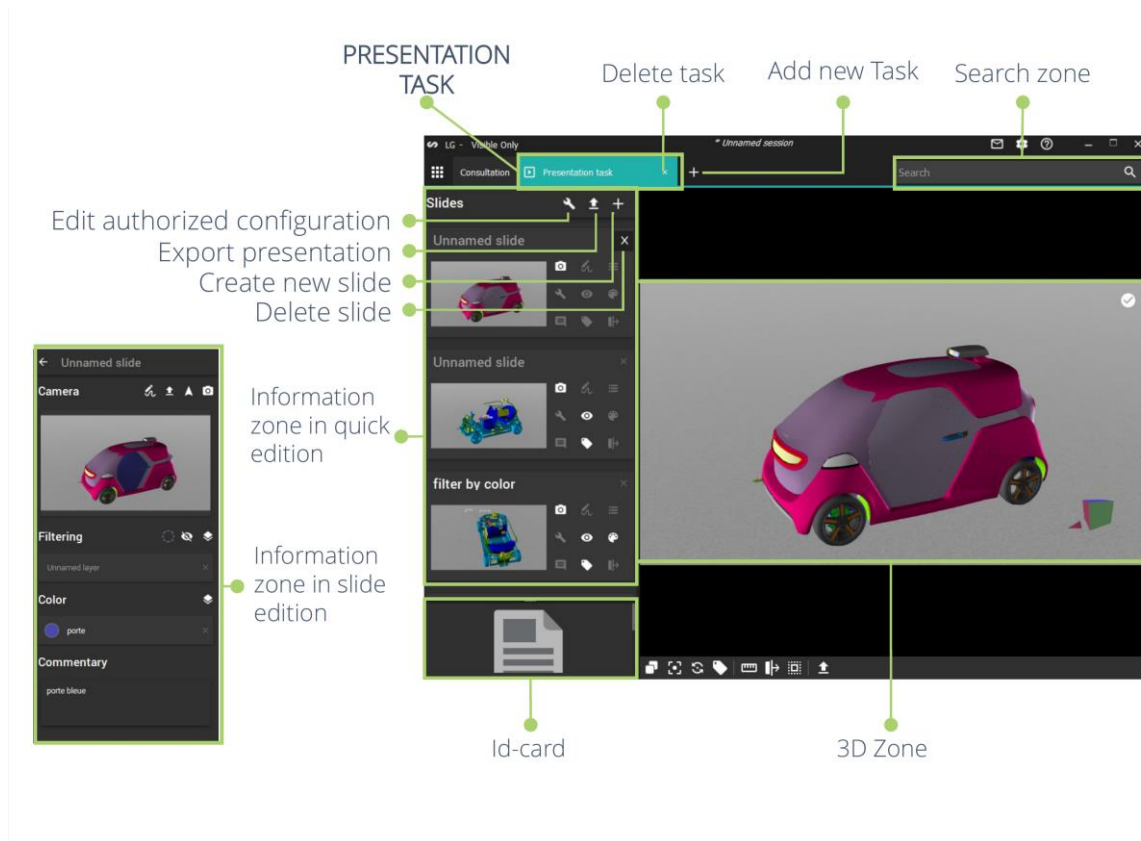 PRESENTATION
TASK
Delete task
Add new Task
Search zone
LG - Visible Only
* Unnamed session
Consultation
Presentation task
Search
Slides
Edit authorized configuration
Export presentation
Create new slide
Delete slide
Unnamed slide
Unnamed slide
filter by color
Information
zone in quick
edition
Unnamed slide
Camera
Filtering
Unnamed layer
Color
porte
Commentary
porte bleue
Information
zone in slide
edition
Id-card
3D Zone